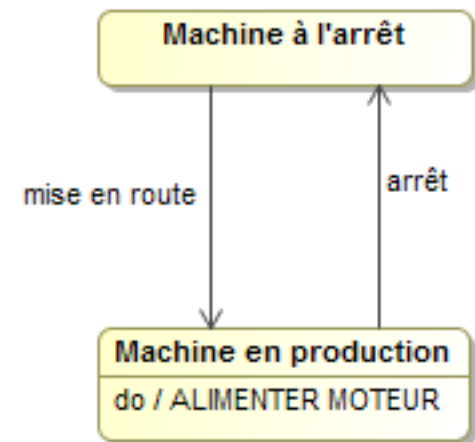 Machine à l'arrêt
mise en route
arrêt
Machine en production
do / ALIMENTER MOTEUR